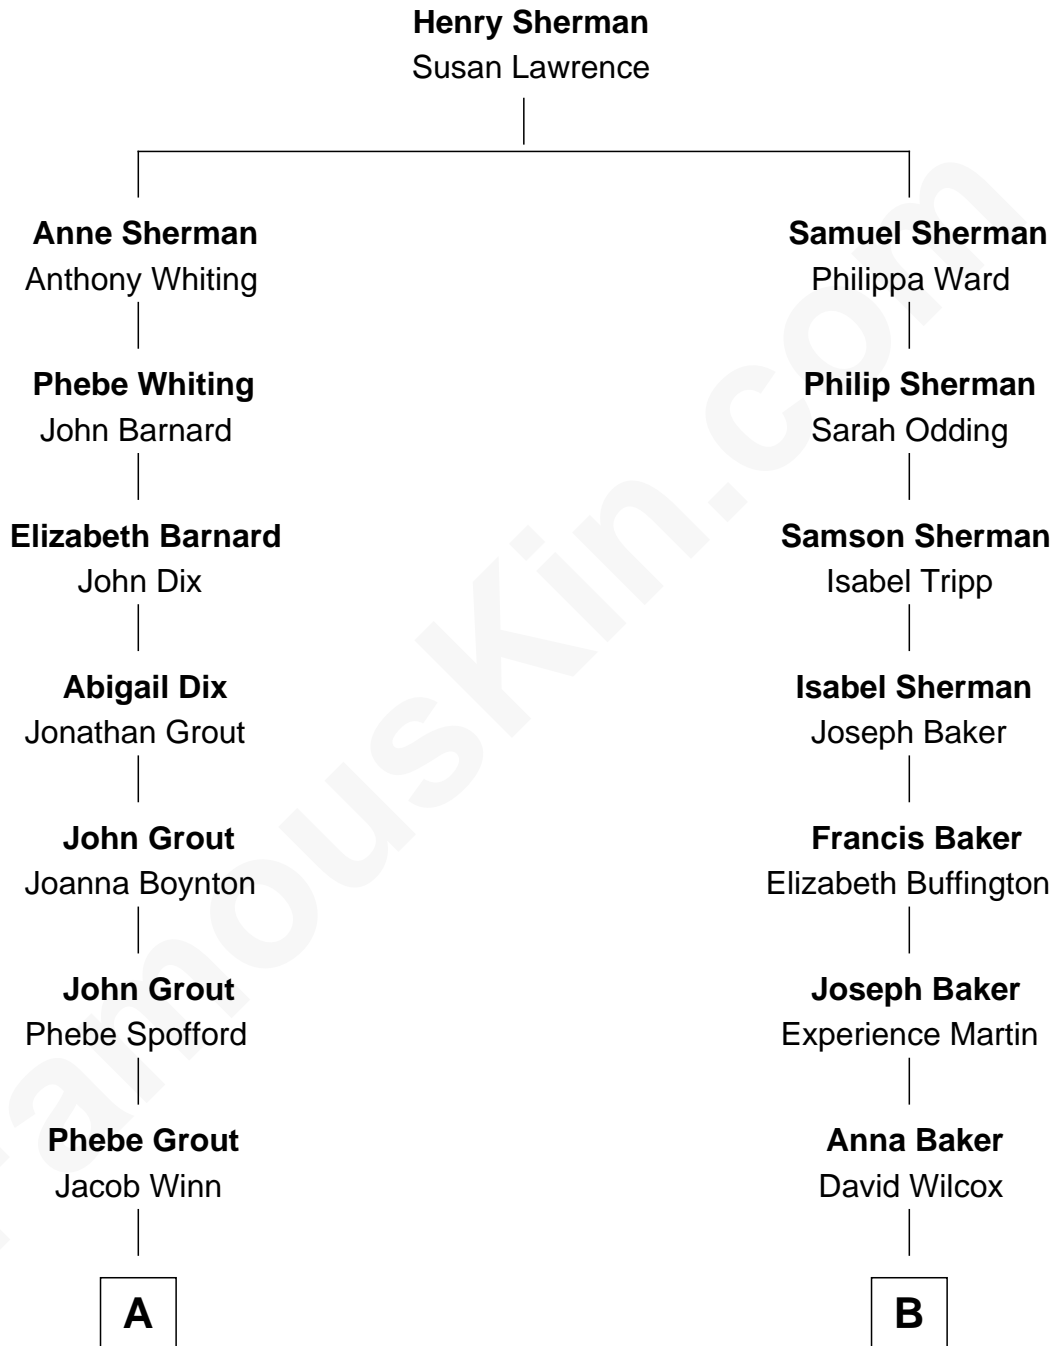 Henry Sherman
Susan Lawrence
Anne Sherman
Anthony Whiting
Samuel Sherman
Philippa Ward
Phebe Whiting
John Barnard
Philip Sherman
Sarah Odding
Elizabeth Barnard
John Dix
Samson Sherman
Isabel Tripp
Abigail Dix
Jonathan Grout
Isabel Sherman
Joseph Baker
John Grout
Joanna Boynton
Francis Baker
Elizabeth Buffington
John Grout
Phebe Spofford
Joseph Baker
Experience Martin
Phebe Grout
Jacob Winn
Anna Baker
David Wilcox
A
B
FamousKin.com